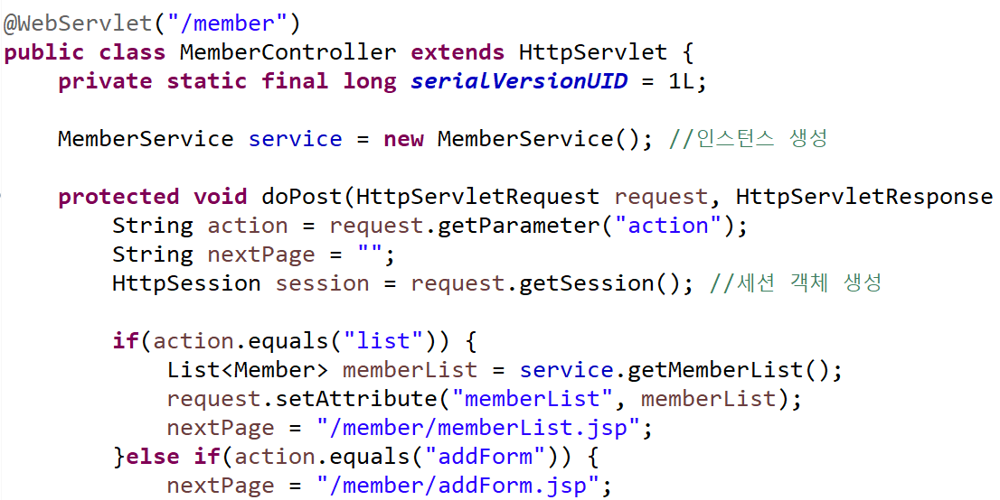 @WebServlet("/member")
public class MemberController extends HttpServlet {
private static final long serialVersionUID = 1L;
MemberService service = new MemberService(); //인스턴스 생성
protected void doPost(HttpServletRequest request, HttpServletResponse
String action = request.getParameter("action");
String nextPage = "";
HttpSession session = request.getSession(); //세션 객체 생성
if(action.equals("list")) {
List<Member> memberList = service.getMemberList();
request.setAttribute("memberList", memberList);
nextPage = "/member/memberList.jsp";
}else if(action.equals("addForm")) {
nextPage = "/member/addForm.jsp";